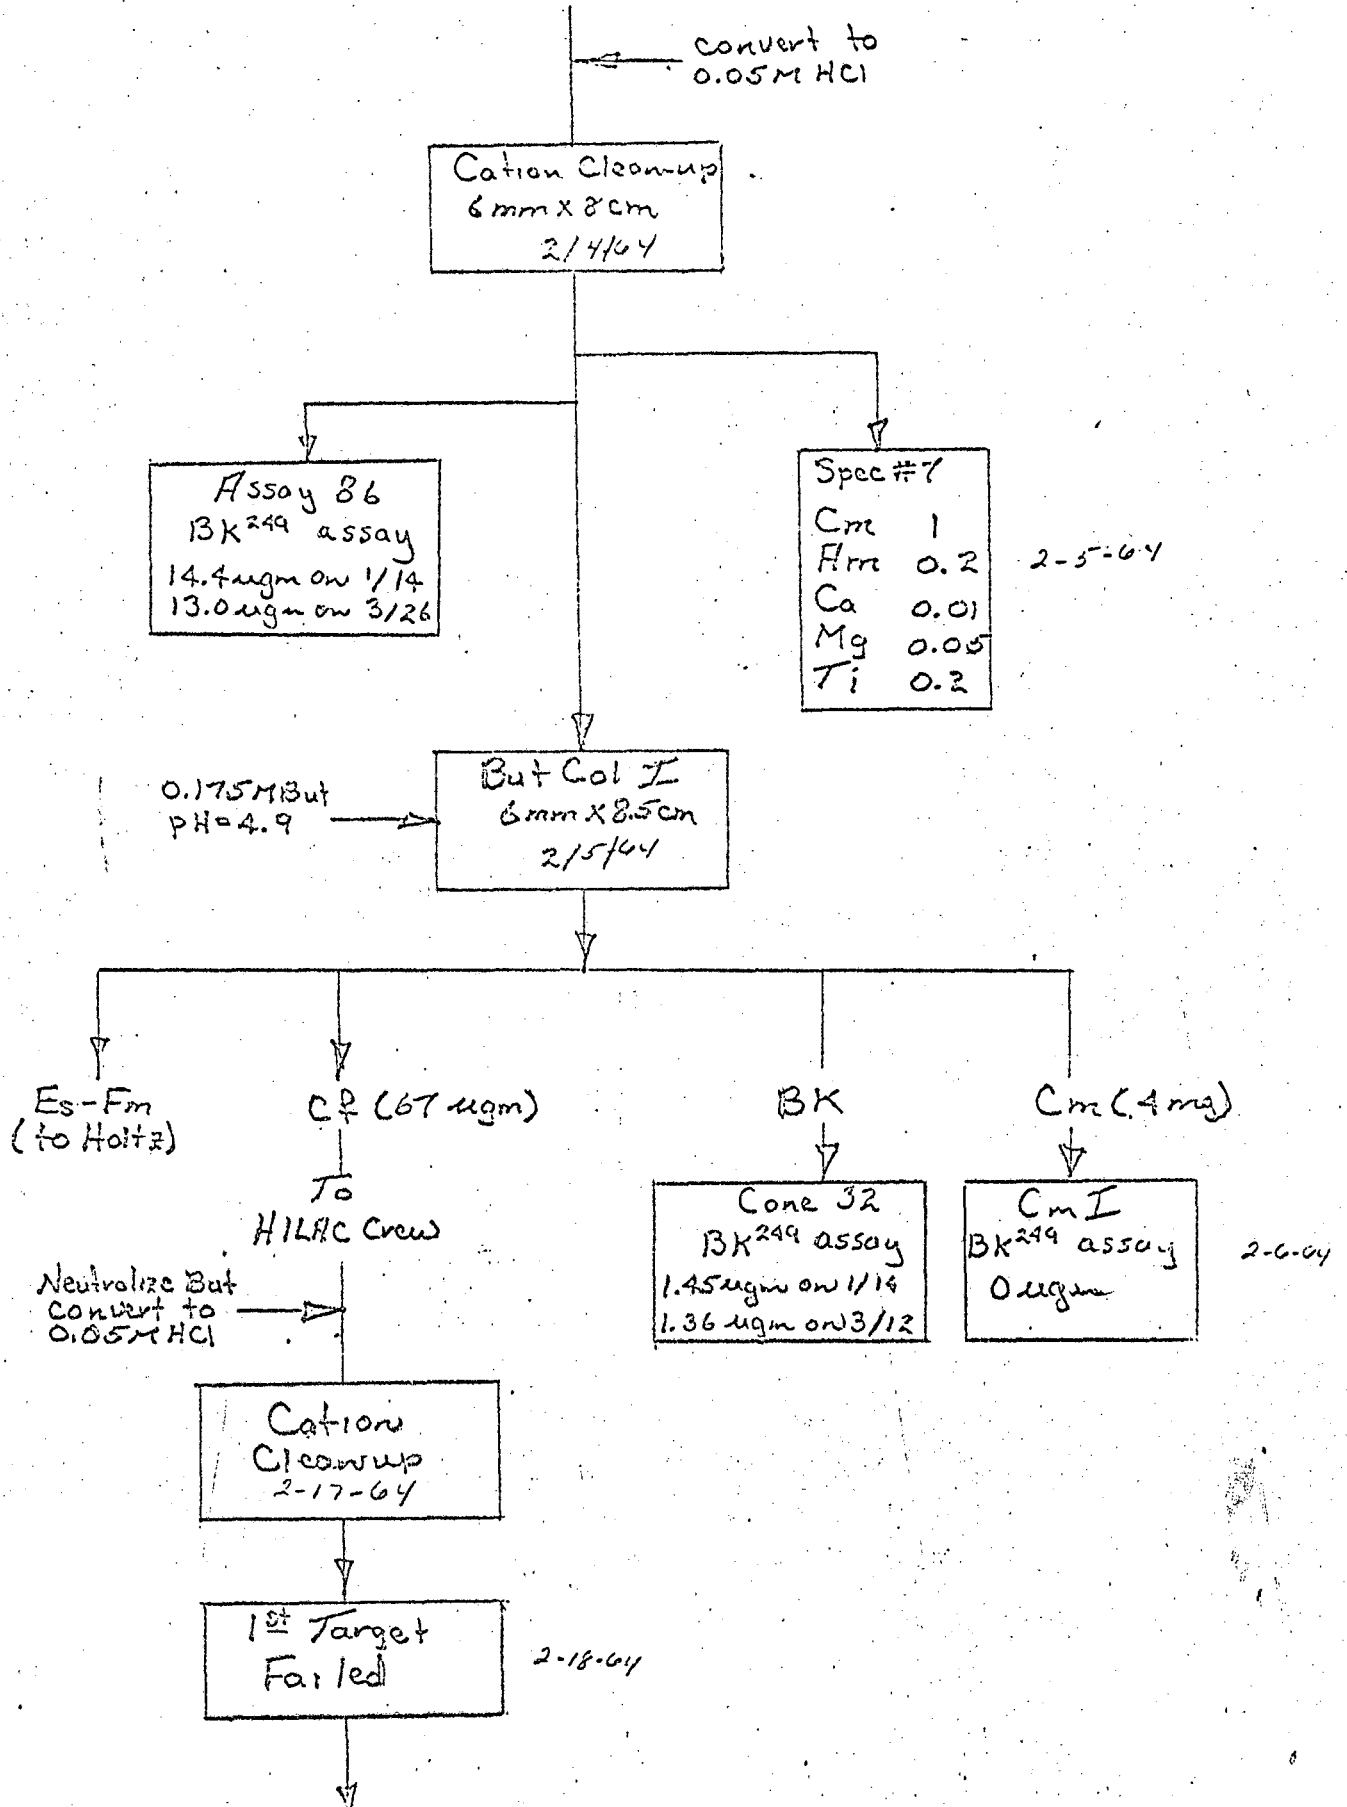 convert to
0.05M HCl
Cation Clean-up
6mm X 8cm
2/4/64
Assay 86
BK²⁴⁹ assay
14.4 ugm on 1/14
13.0 ugm on 3/26
Spec #7
Cm 1
Am 0.2
Ca 0.01
Mg 0.05
Ti 0.2
2-5-64
0.175M But
pH=4.9
But Col I
6mm X 8.5cm
2/5/64
Es-Fm
(to Holtz)
Cf (67 ugm)
To
HILAC Crew
BK
Cm (.4 mg)
Cone 32
BK²⁴⁹ assay
1.45 ugm on 1/14
1.36 ugm on 3/12
Cm I
BK²⁴⁹ assay
0 ugm
2-6-64
Neutralize But
convert to
0.05M HCl
Cation
Cleanup
2-17-64
1st Target
Failed
2-18-64